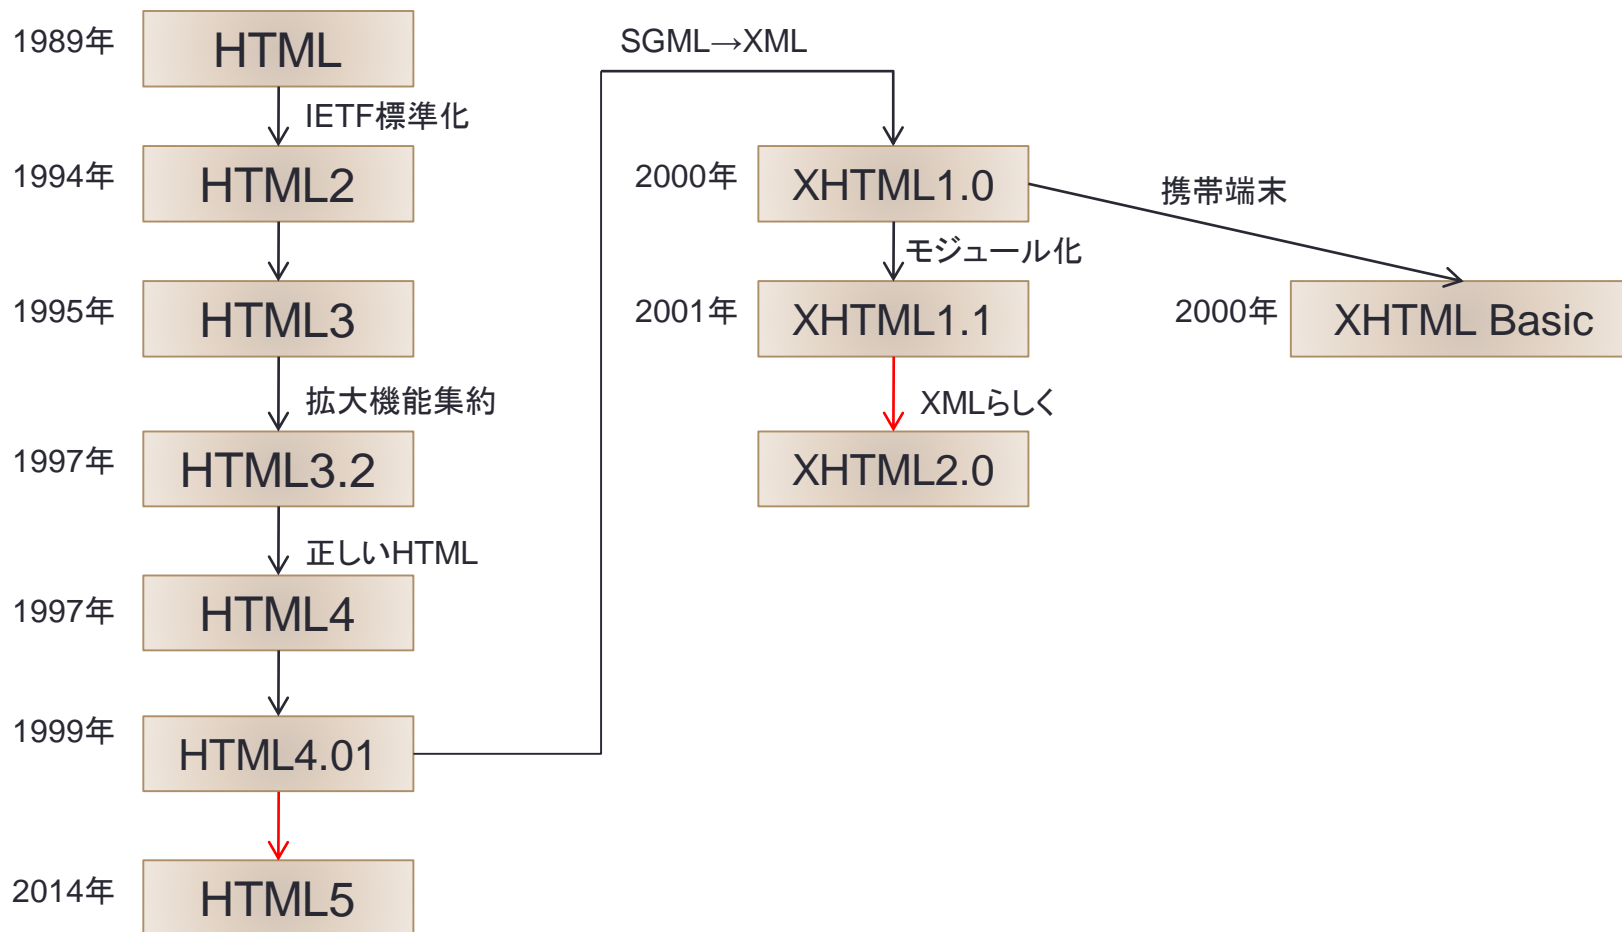 1989年
HTML
IETF標準化
1994年
HTML2
1995年
HTML3
拡大機能集約
1997年
HTML3.2
正しいHTML
1997年
HTML4
1999年
HTML4.01
2014年
HTML5
SGML→XML
2000年
XHTML1.0
モジュール化
2001年
XHTML1.1
XMLらしく
XHTML2.0
携帯端末
2000年
XHTML Basic